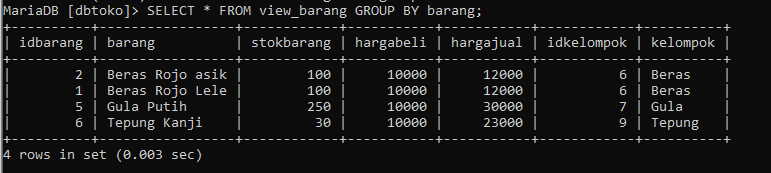 MariaDB [dbtoko]> SELECT * FROM view_barang GROUP BY barang;
+----------+-----------------+------------+-----------+-----------+------------+----------+
| idbarang | barang          | stokbarang | hargabeli | hargajual | idkelompok | kelompok |
+----------+-----------------+------------+-----------+-----------+------------+----------+
|        2 | Beras Rojo asik |        100 |     10000 |     12000 |          6 | Beras    |
|        1 | Beras Rojo Lele |        100 |     10000 |     12000 |          6 | Beras    |
|        5 | Gula Putih      |        250 |     10000 |     30000 |          7 | Gula     |
|        6 | Tepung Kanji    |         30 |     10000 |     23000 |          9 | Tepung   |
+----------+-----------------+------------+-----------+-----------+------------+----------+
4 rows in set (0.003 sec)